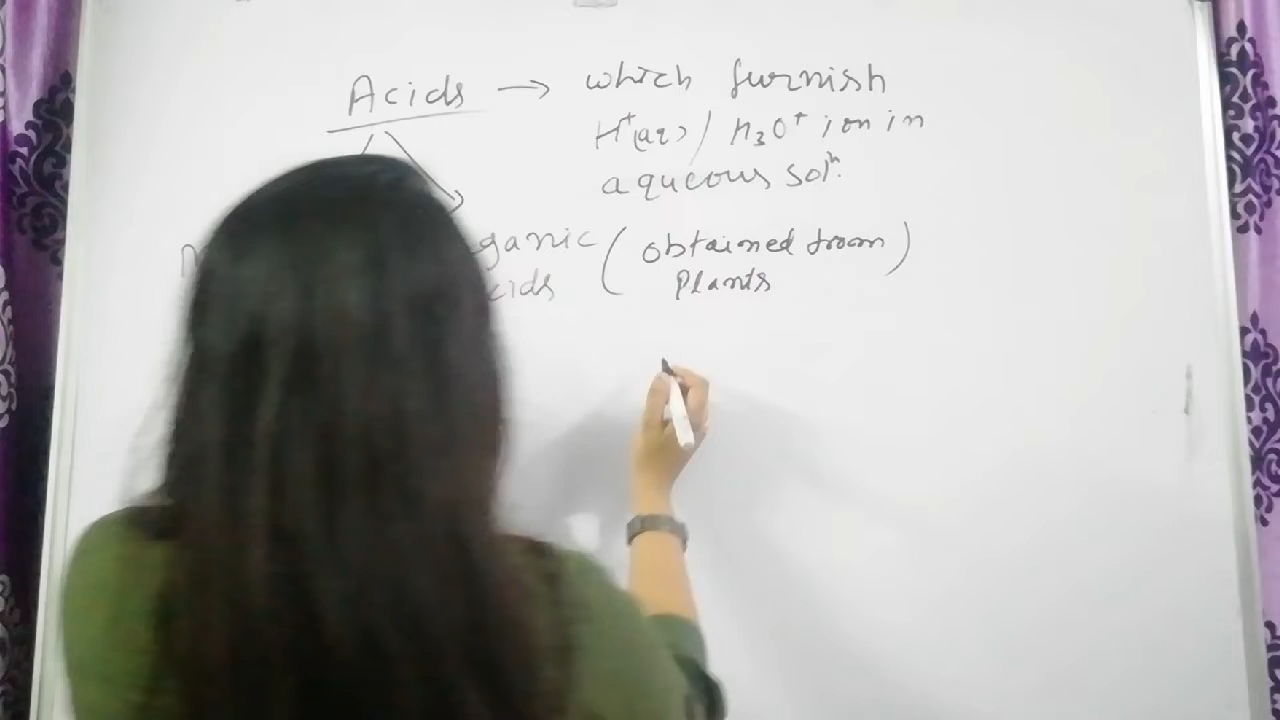 Acids → which furnish
H⁺(aq) / H₃O⁺ ion in
aqueous solⁿ.
ganic (obtained from)
cids plants